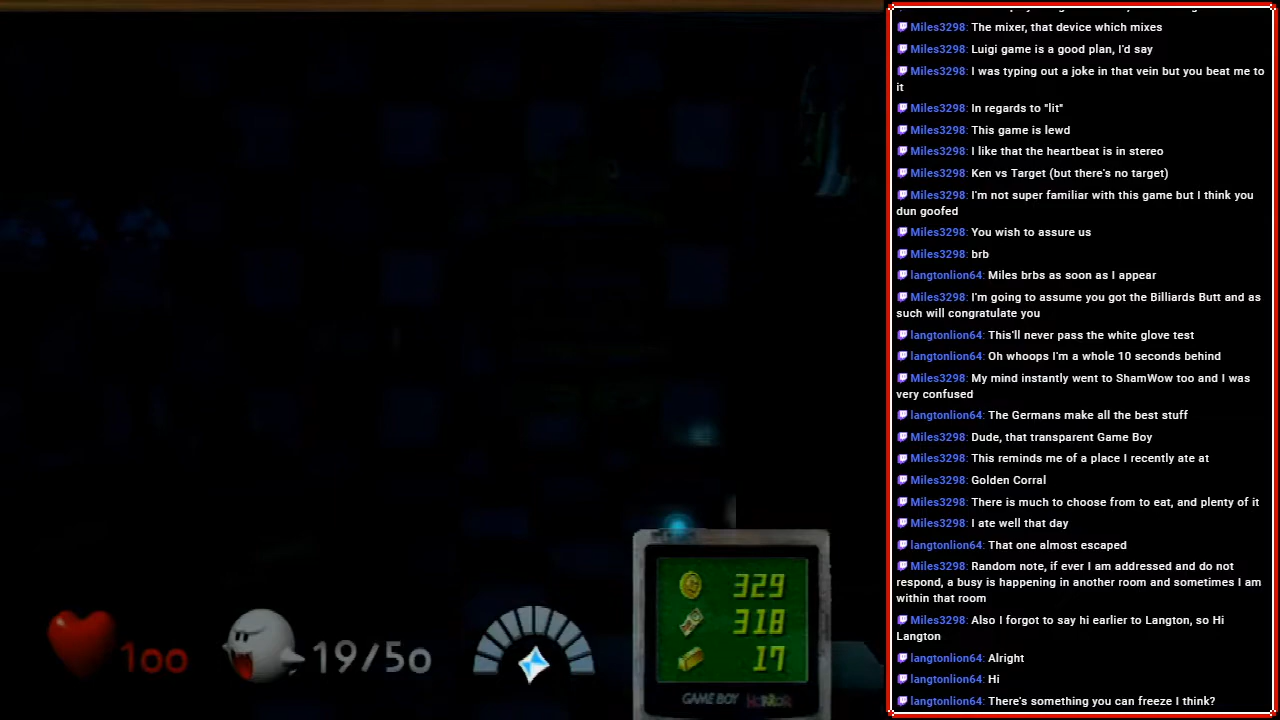 Miles3298: The mixer, that device which mixes
Miles3298: Luigi game is a good plan, I'd say
Miles3298: I was typing out a joke in that vein but you beat me to
it
Miles3298: In regards to "lit"
Miles3298: This game is lewd
Miles3298: I like that the heartbeat is in stereo
Miles3298: Ken vs Target (but there's no target)
Miles3298: I'm not super familiar with this game but I think you
dun goofed
Miles3298: You wish to assure us
Miles3298: brb
langtonlion64: Miles brbs as soon as I appear
Miles3298: I'm going to assume you got the Billiards Butt and as
such will congratulate you
langtonlion64: This'll never pass the white glove test
langtonlion64: Oh whoops I'm a whole 10 seconds behind
Miles3298: My mind instantly went to ShamWow too and I was
very confused
langtonlion64: The Germans make all the best stuff
Miles3298: Dude, that transparent Game Boy
Miles3298: This reminds me of a place I recently ate at
Miles3298: Golden Corral
Miles3298: There is much to choose from to eat, and plenty of it
Miles3298: I ate well that day
langtonlion64: That one almost escaped
Miles3298: Random note, if ever I am addressed and do not
respond, a busy is happening in another room and sometimes I am
within that room
Miles3298: Also I forgot to say hi earlier to Langton, so Hi
Langton
langtonlion64: Alright
langtonlion64: Hi
langtonlion64: There's something you can freeze I think?
329
318
17
GAME BOY HORROR
100
19/50